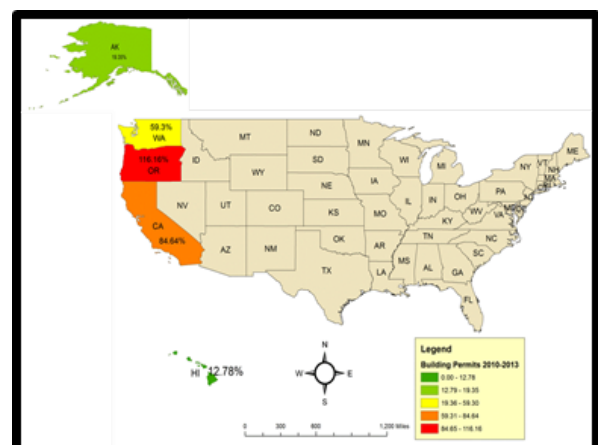 AK
59.3%
WA
116.16%
OR
CA
84.64%
ID
MT
ND
MN
WI
MI
NY
VT
NH
ME
MA
CT
SD
WY
NE
IA
IL
IN
OH
PA
NJ
NV
UT
CO
KS
MO
KY
WV
VA
AZ
NM
OK
AR
TN
NC
SC
TX
LA
MS
AL
GA
FL
HI 12.78%
N
W E
S
0 300 600 1,200 Miles
Legend
Building Permits 2010-2013
0.00 - 12.78
12.79 - 19.35
19.36 - 59.30
59.31 - 84.64
84.65 - 116.16